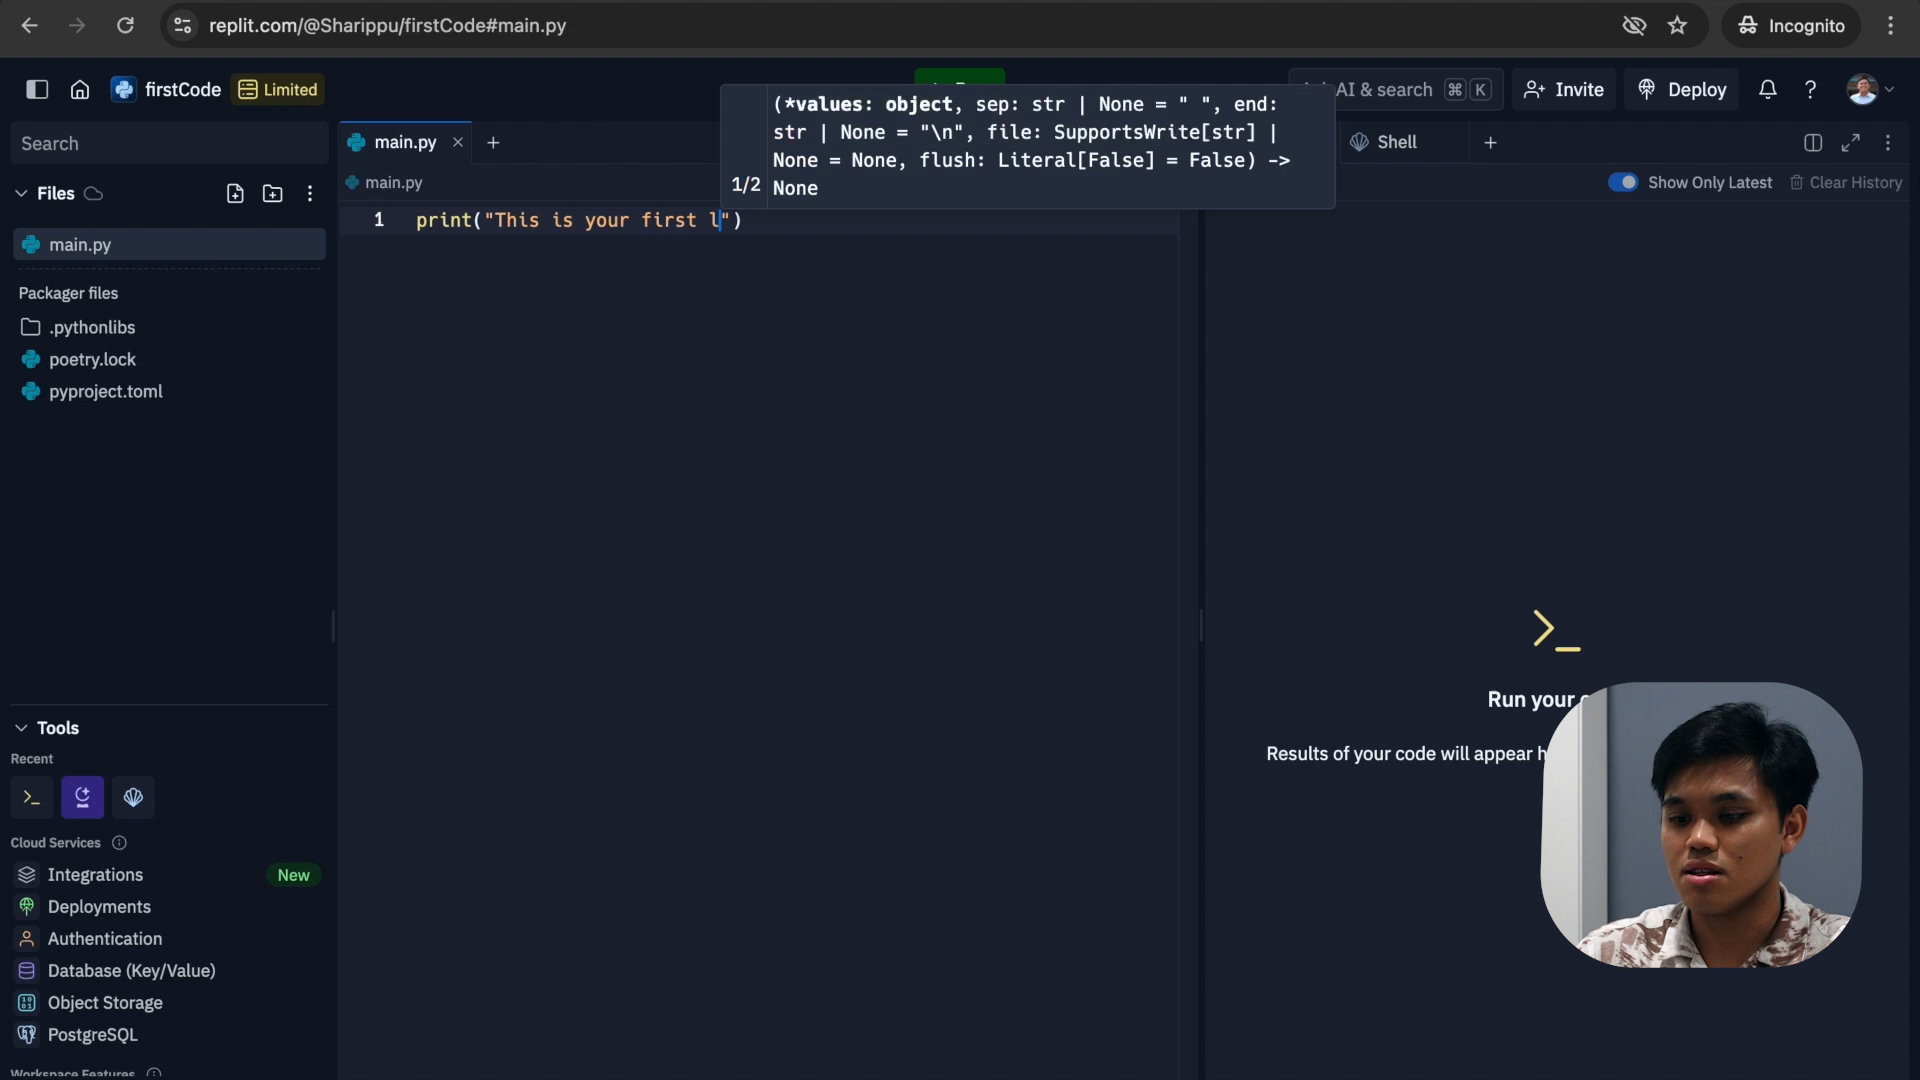 replit.com/@Sharippu/firstCode#main.py
Incognito
firstCode
Limited
AI & search
⌘ K
Invite
Deploy
?
Search
main.py
Shell
Files
main.py
Show Only Latest
Clear History
(*values: object, sep: str | None = " ", end:
str | None = "\n", file: SupportsWrite[str] |
None = None, flush: Literal[False] = False) ->
1/2 None
1 print("This is your first l")
main.py
Packager files
.pythonlibs
poetry.lock
pyproject.toml
Run your
Results of your code will appear
Tools
Recent
Cloud Services
Integrations
New
Deployments
Authentication
Database (Key/Value)
Object Storage
PostgreSQL
Workspace Features